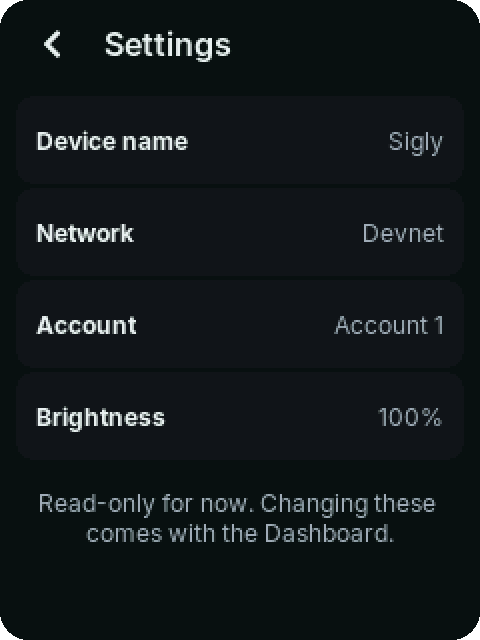 Settings
Device name Sigly
Network Devnet
Account Account 1
Brightness 100%
Read-only for now. Changing these
comes with the Dashboard.